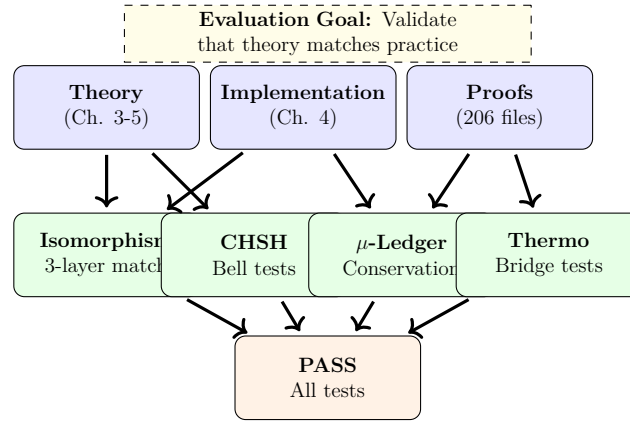 Evaluation Goal: Validate
that theory matches practice
Theory
(Ch. 3-5)
Implementation
(Ch. 4)
Proofs
(206 files)
Isomorphism
3-layer match
CHSH
Bell tests
μ-Ledger
Conservation
Thermo
Bridge tests
PASS
All tests